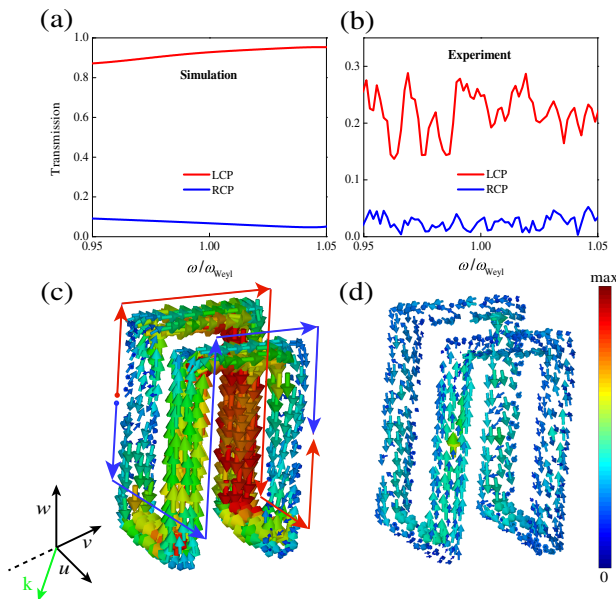 (a)
1.0
0.8
0.6
0.4
0.2
0.0
Transmission
Simulation
LCP
RCP
0.95
1.00
1.05
ω/ω_Weyl
(b)
0.3
0.2
0.1
0.0
Experiment
LCP
RCP
0.95
1.00
1.05
ω/ω_Weyl
(c)
w
v
u
k
(d)
max
0